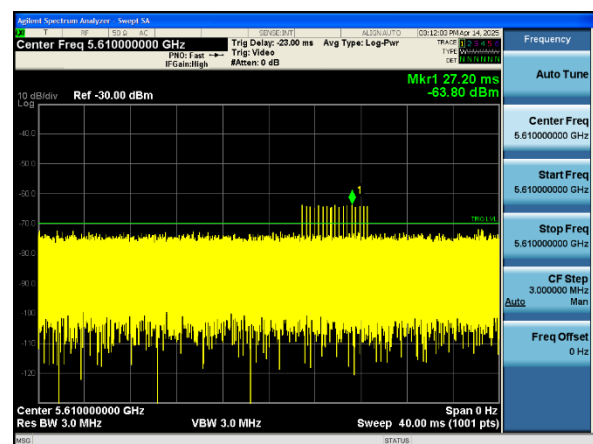 Agilent Spectrum Analyzer - Swept SA
T RF 50 Ω AC SENSE:INT ALIGN AUTO 03:12:03 PM Apr 14, 2025
Center Freq 5.610000000 GHz
PNO: Fast
IFGain:High
Trig Delay: -23.00 ms
Trig: Video
#Atten: 0 dB
Avg Type: Log-Pwr
TRACE 1 2 3 4 5 6
TYPE
DET N N N N N N
Mkr1 27.20 ms
-63.80 dBm
10 dB/div Ref -30.00 dBm
Log
-40.0
-50.0
-60.0
-70.0
-80.0
-90.0
-100
-110
-120
1
TRIG LVL
Center 5.610000000 GHz Span 0 Hz
Res BW 3.0 MHz VBW 3.0 MHz Sweep 40.00 ms (1001 pts)
MSG STATUS
Frequency
Auto Tune
Center Freq
5.610000000 GHz
Start Freq
5.610000000 GHz
Stop Freq
5.610000000 GHz
CF Step
3.000000 MHz
Auto Man
Freq Offset
0 Hz